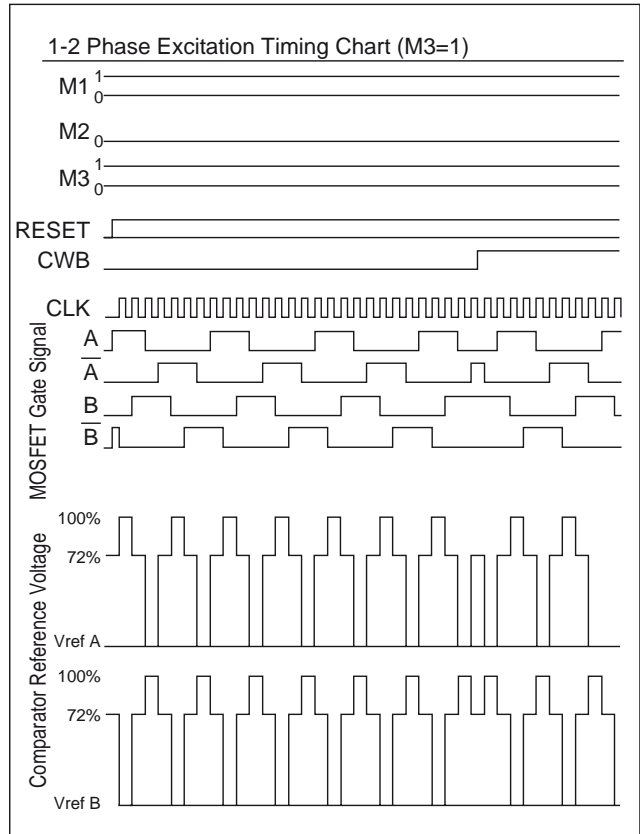 1-2 Phase Excitation Timing Chart (M3=1)
M1 1
0
M2 0
M3 1
0
RESET
CWB
CLK
MOSFET Gate Signal
A
A̅
B
B̅
Comparator Reference Voltage
100%
72%
Vref A
100%
72%
Vref B